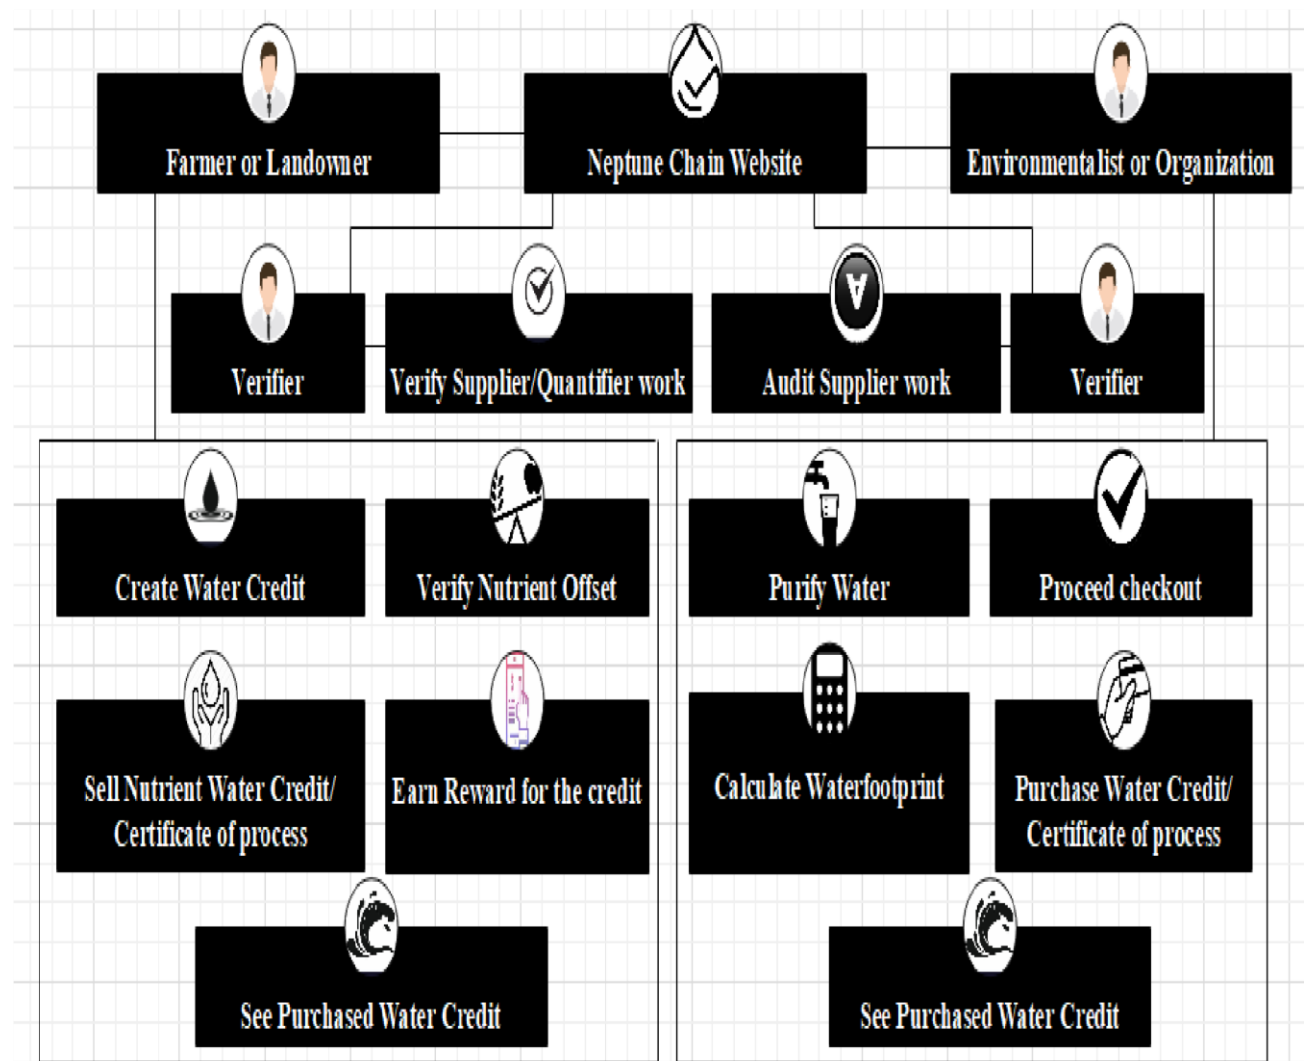 Farmer or Landowner
Neptune Chain Website
Environmentalist or Organization
Verifier
Verify Supplier/Quantifier work
Audit Supplier work
Verifier
Create Water Credit
Verify Nutrient Offset
Purify Water
Proceed checkout
Sell Nutrient Water Credit/
Certificate of process
Earn Reward for the credit
Calculate Waterfootprint
Purchase Water Credit/
Certificate of process
See Purchased Water Credit
See Purchased Water Credit